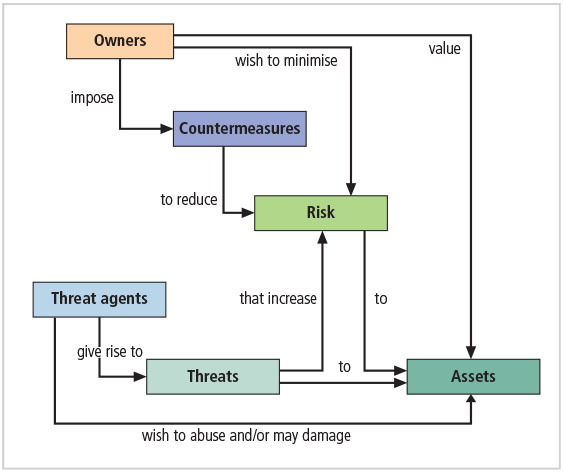 Owners
value
wish to minimise
impose
Countermeasures
to reduce
Risk
Threat agents
that increase
to
give rise to
to
Threats
Assets
wish to abuse and/or may damage